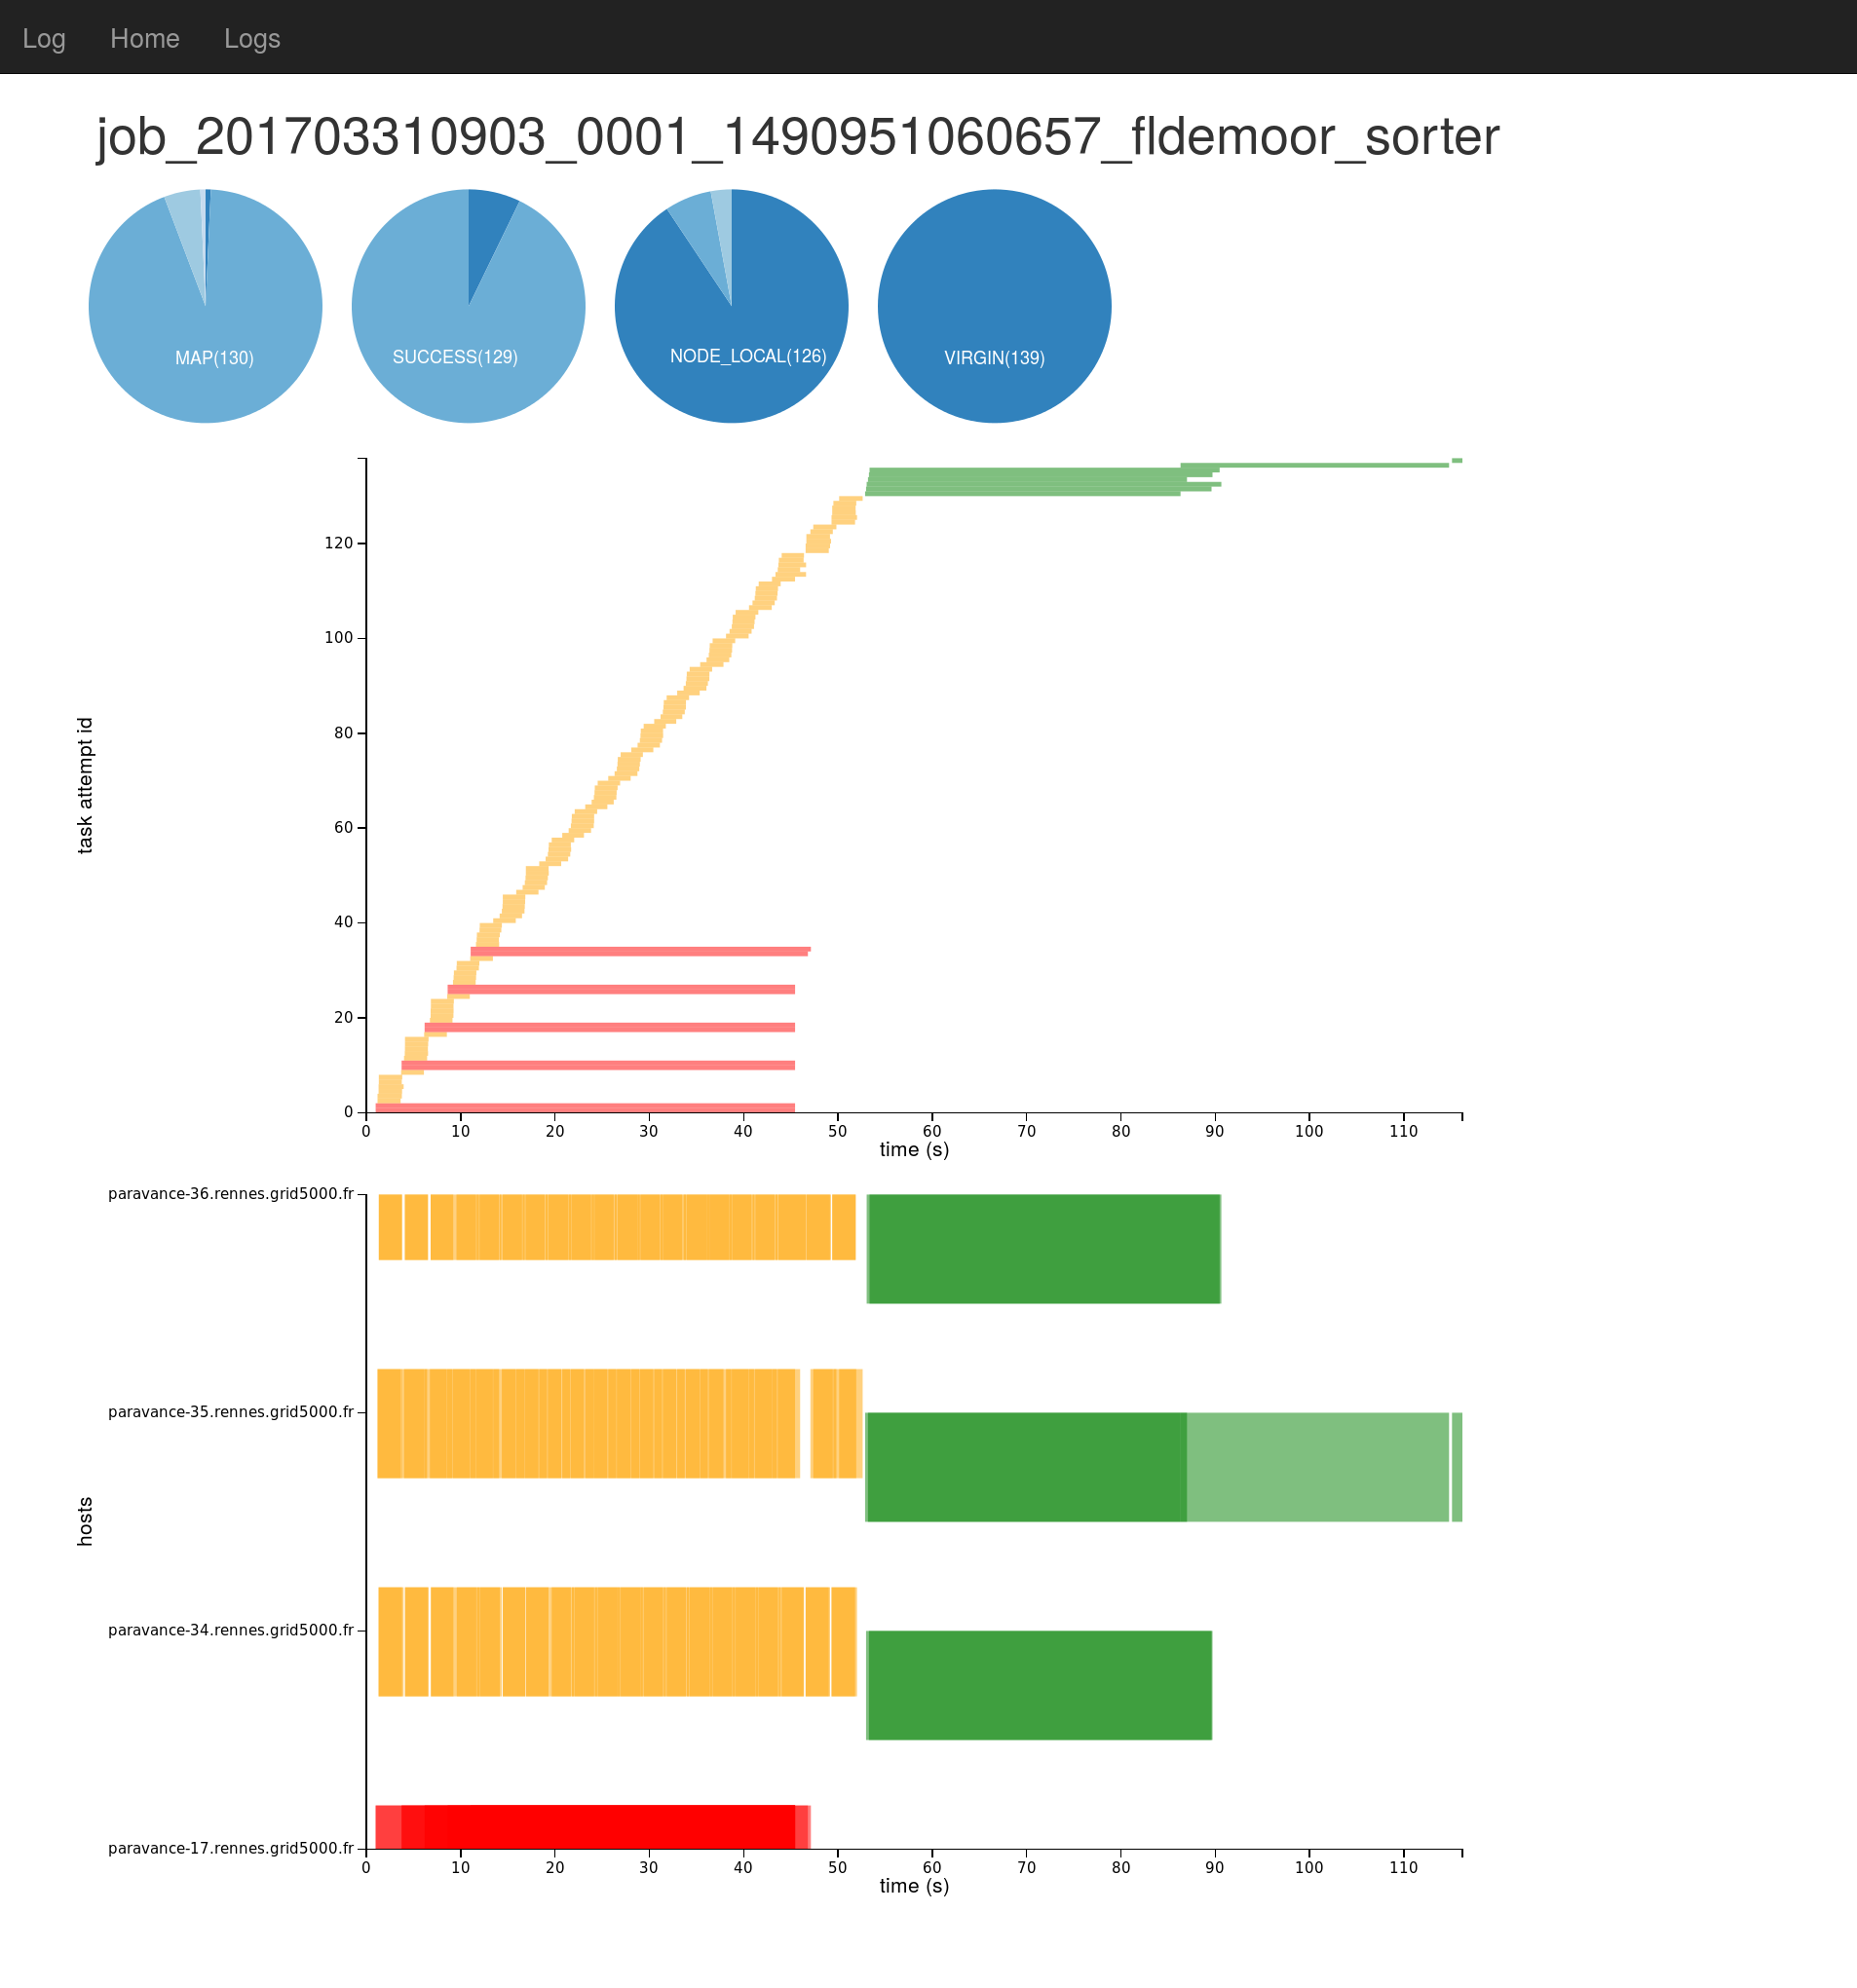 Log Home Logs
job_201703310903_0001_1490951060657_fldemoor_sorter
MAP(130) SUCCESS(129) NODE_LOCAL(126) VIRGIN(139)
task attempt id
120
100
80
60
40
20
0
0 10 20 30 40 50 60 70 80 90 100 110
time (s)
hosts
paravance-36.rennes.grid5000.fr
paravance-35.rennes.grid5000.fr
paravance-34.rennes.grid5000.fr
paravance-17.rennes.grid5000.fr
0 10 20 30 40 50 60 70 80 90 100 110
time (s)